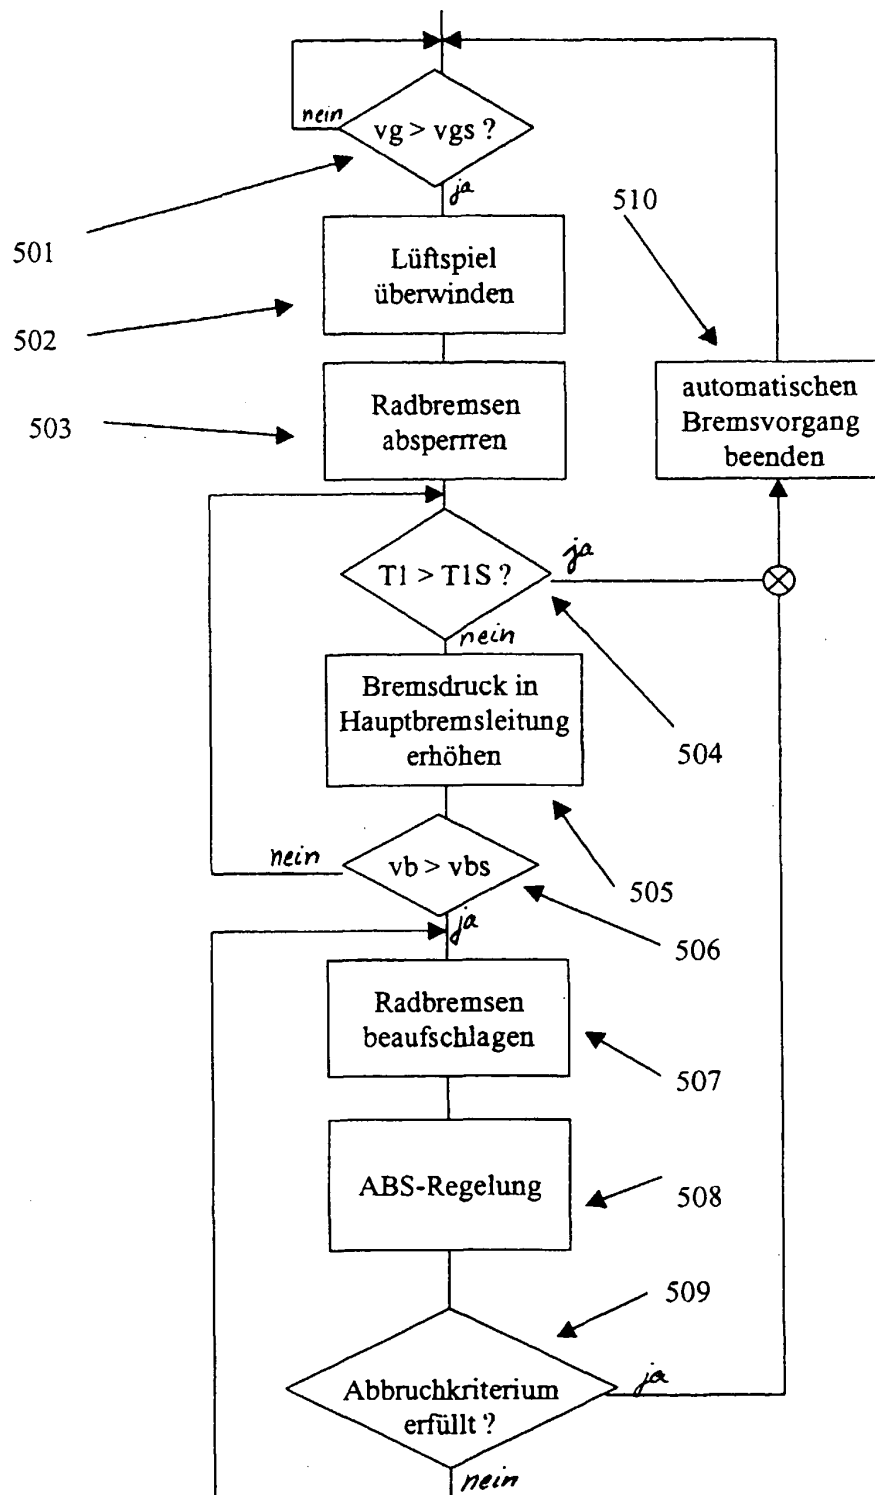 nein
vg > vgs ?
ja
510
501
Lüftspiel
überwinden
502
automatischen
Bremsvorgang
beenden
503
Radbremsen
absperrren
T1 > T1S ?
ja
nein
Bremsdruck in
Hauptbremsleitung
erhöhen
504
nein
vb > vbs
505
ja
506
Radbremsen
beaufschlagen
507
ABS-Regelung
508
509
Abbruchkriterium
erfüllt ?
ja
nein